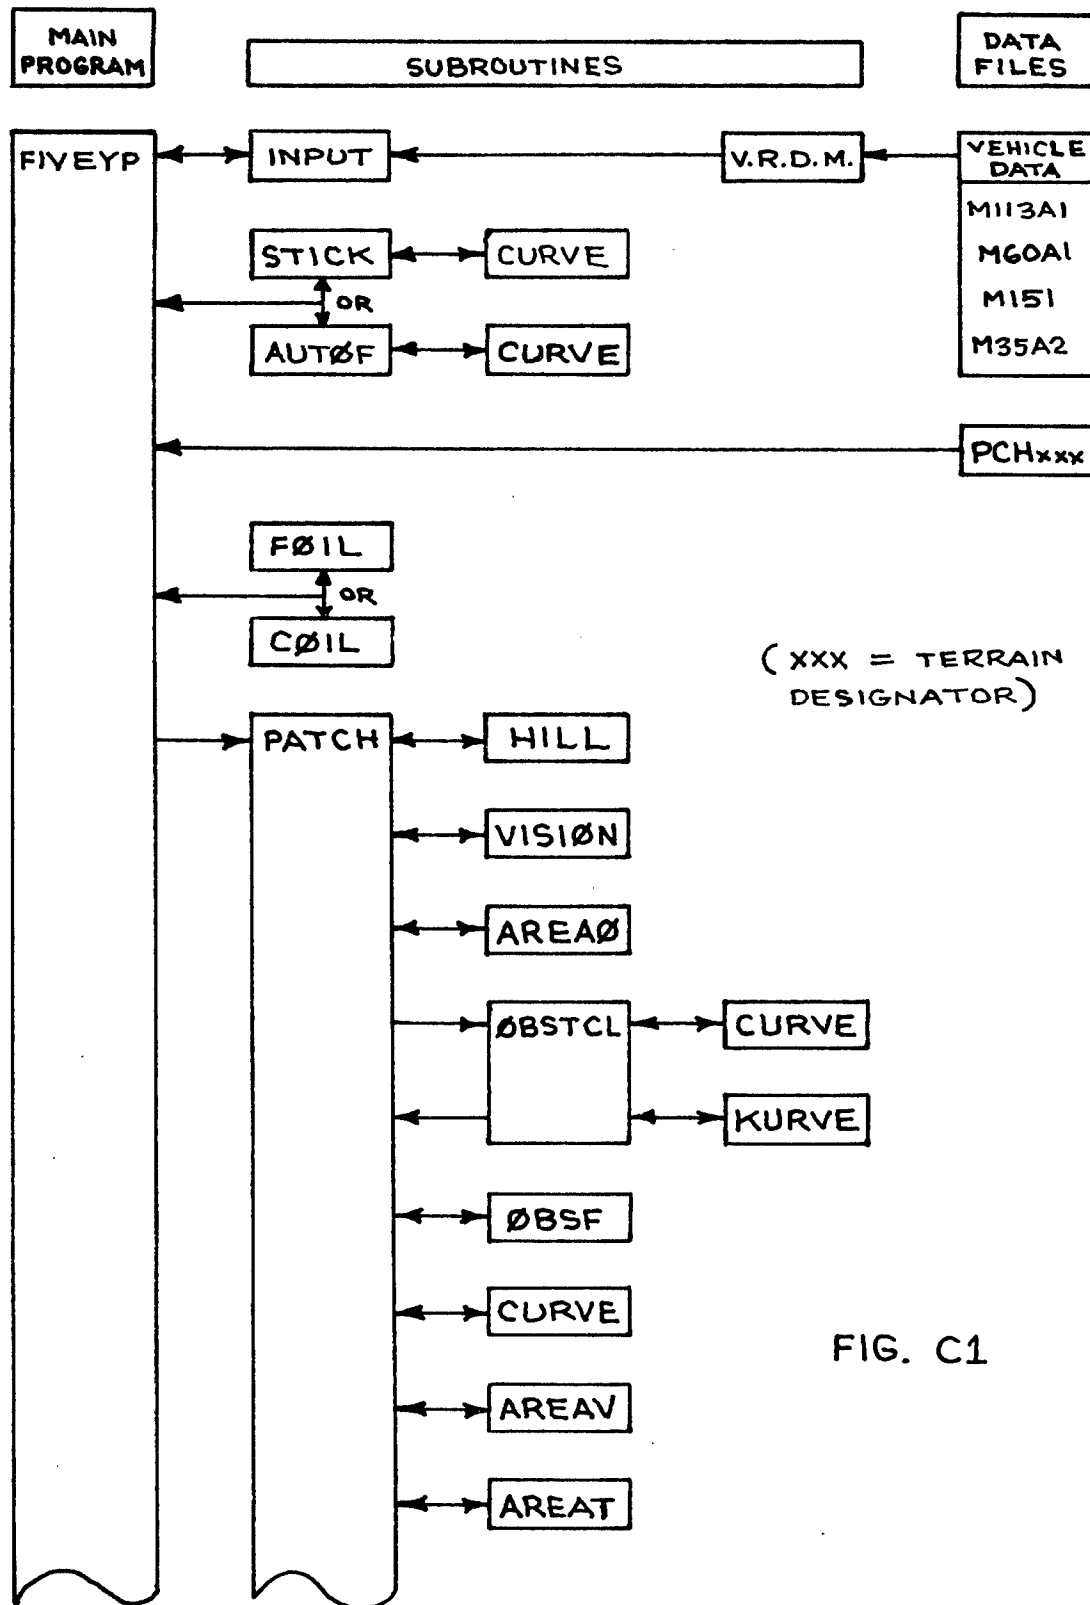 MAIN
PROGRAM
SUBROUTINES
DATA
FILES
FIVEYP
INPUT
V.R.D.M.
VEHICLE
DATA
M113A1
M60A1
M151
M35A2
STICK
CURVE
OR
AUTØF
CURVE
PCHxxx
FØIL
OR
CØIL
(xxx = TERRAIN
DESIGNATOR)
PATCH
HILL
VISIØN
AREAØ
ØBSTCL
CURVE
KURVE
ØBSF
CURVE
AREAV
AREAT
FIG. C1